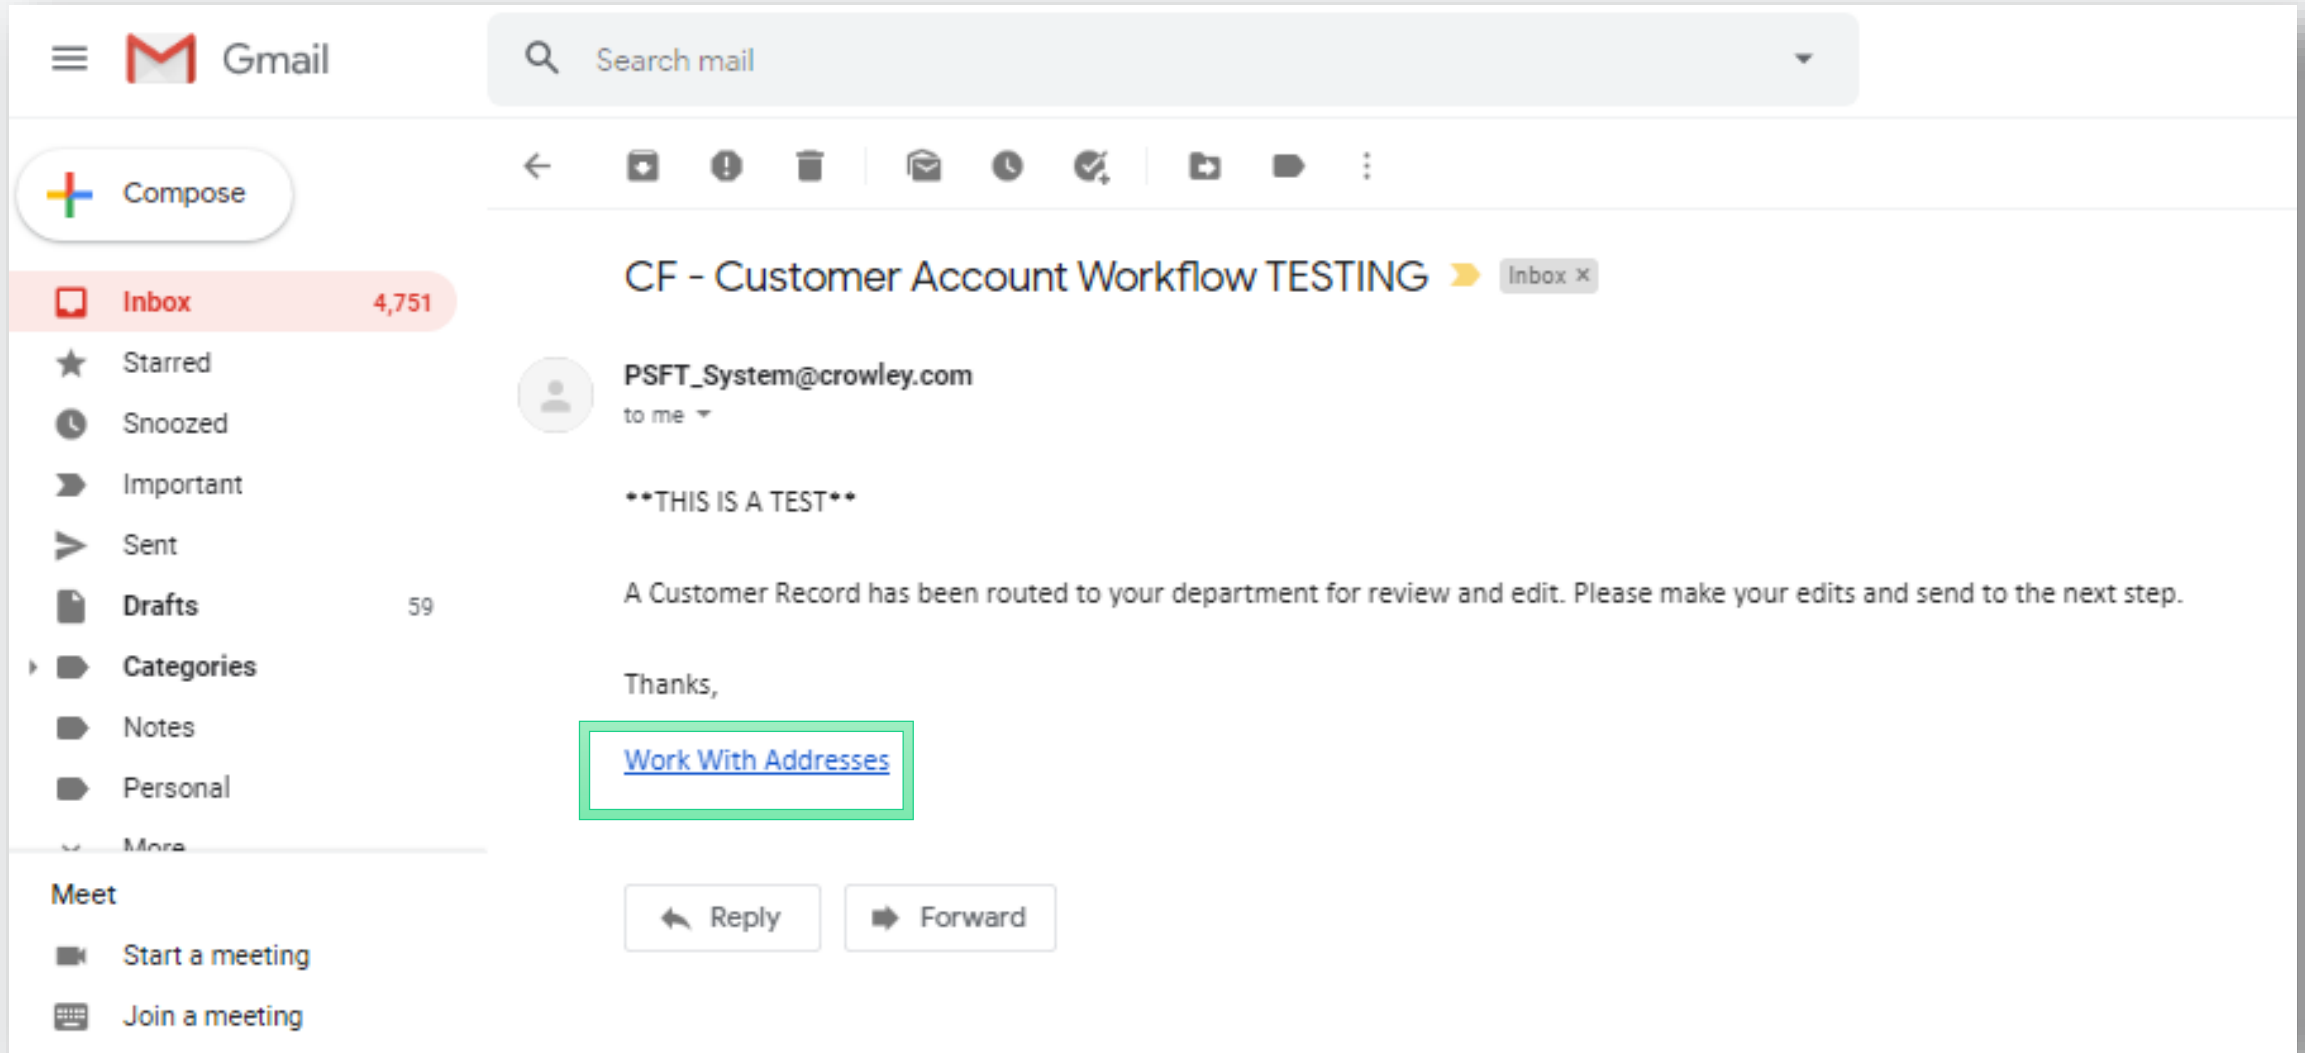 Gmail
Search mail
Compose
CF - Customer Account Workflow TESTING Inbox ×
Inbox 4,751
Starred
PSFT_System@crowley.com
to me
Snoozed
Important
**THIS IS A TEST**
Sent
A Customer Record has been routed to your department for review and edit. Please make your edits and send to the next step.
Drafts 59
Categories
Thanks,
Notes
Work With Addresses
Personal
More
Meet
Reply Forward
Start a meeting
Join a meeting